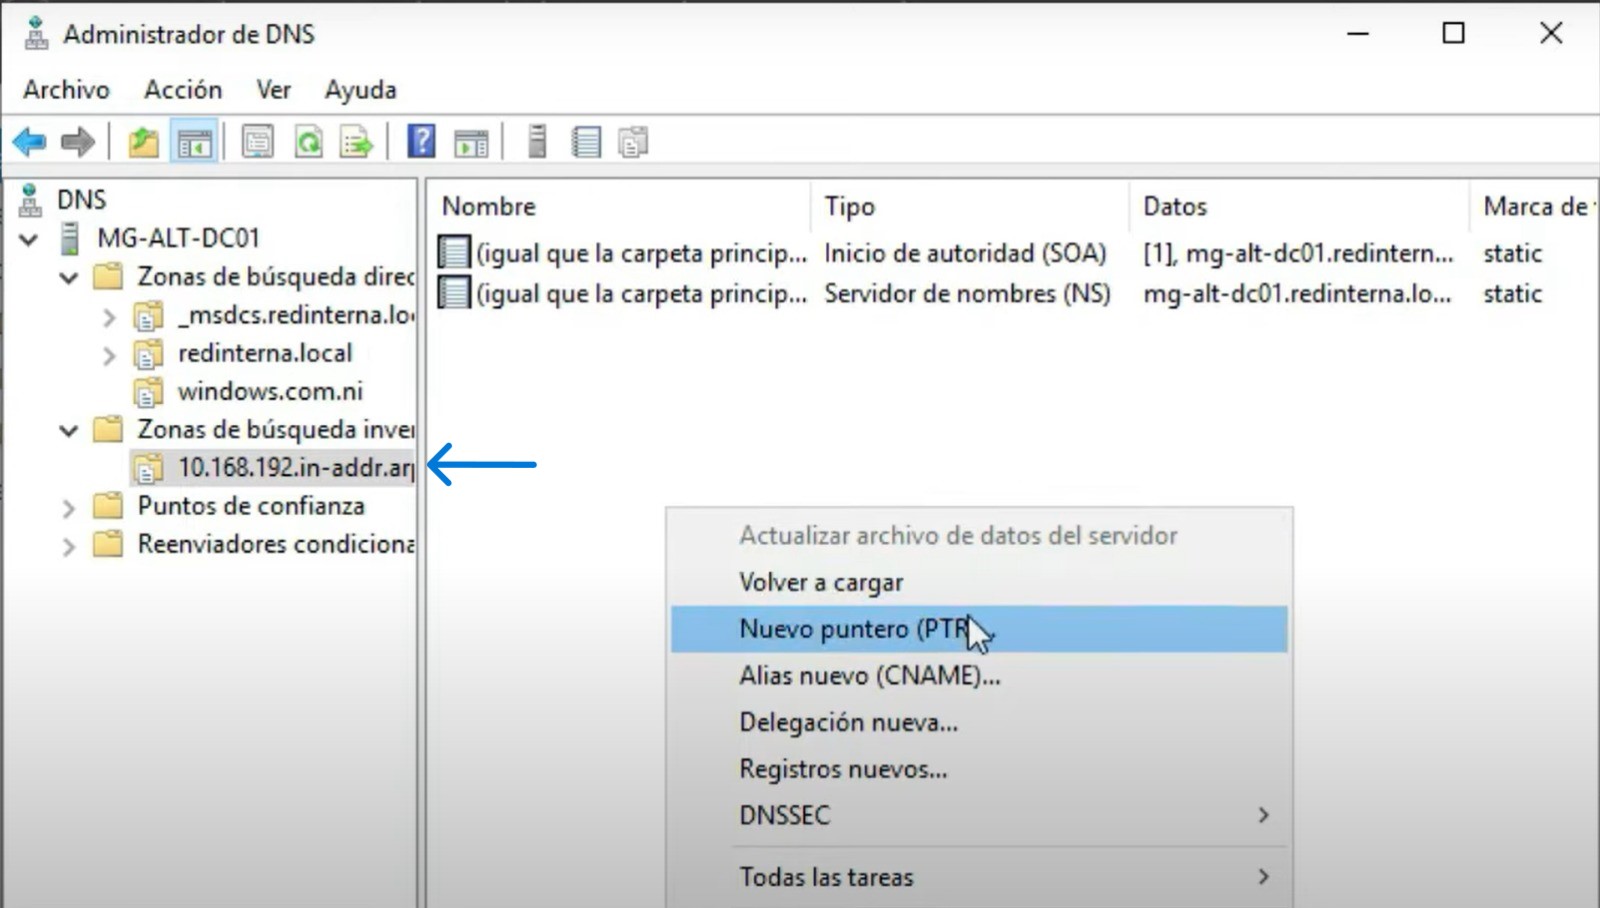 Administrador de DNS
Archivo Acción Ver Ayuda
DNS
MG-ALT-DC01
Zonas de búsqueda direc
_msdcs.redinterna.lo
redinterna.local
windows.com.ni
Zonas de búsqueda inver
10.168.192.in-addr.arp
Puntos de confianza
Reenviadores condiciona
Nombre Tipo Datos Marca de
(igual que la carpeta princip... Inicio de autoridad (SOA) [1], mg-alt-dc01.redintern... static
(igual que la carpeta princip... Servidor de nombres (NS) mg-alt-dc01.redinterna.lo... static
Actualizar archivo de datos del servidor
Volver a cargar
Nuevo puntero (PTR)...
Alias nuevo (CNAME)...
Delegación nueva...
Registros nuevos...
DNSSEC
Todas las tareas